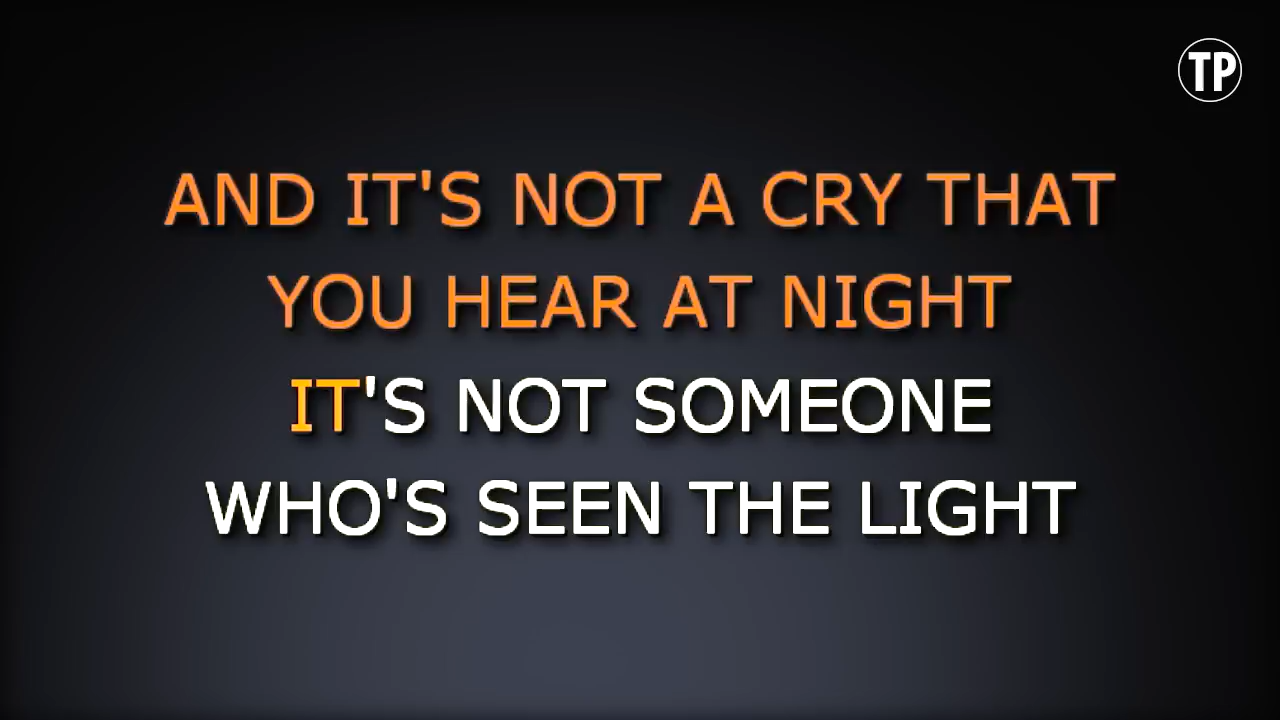 TP
AND IT'S NOT A CRY THAT
YOU HEAR AT NIGHT
IT'S NOT SOMEONE
WHO'S SEEN THE LIGHT